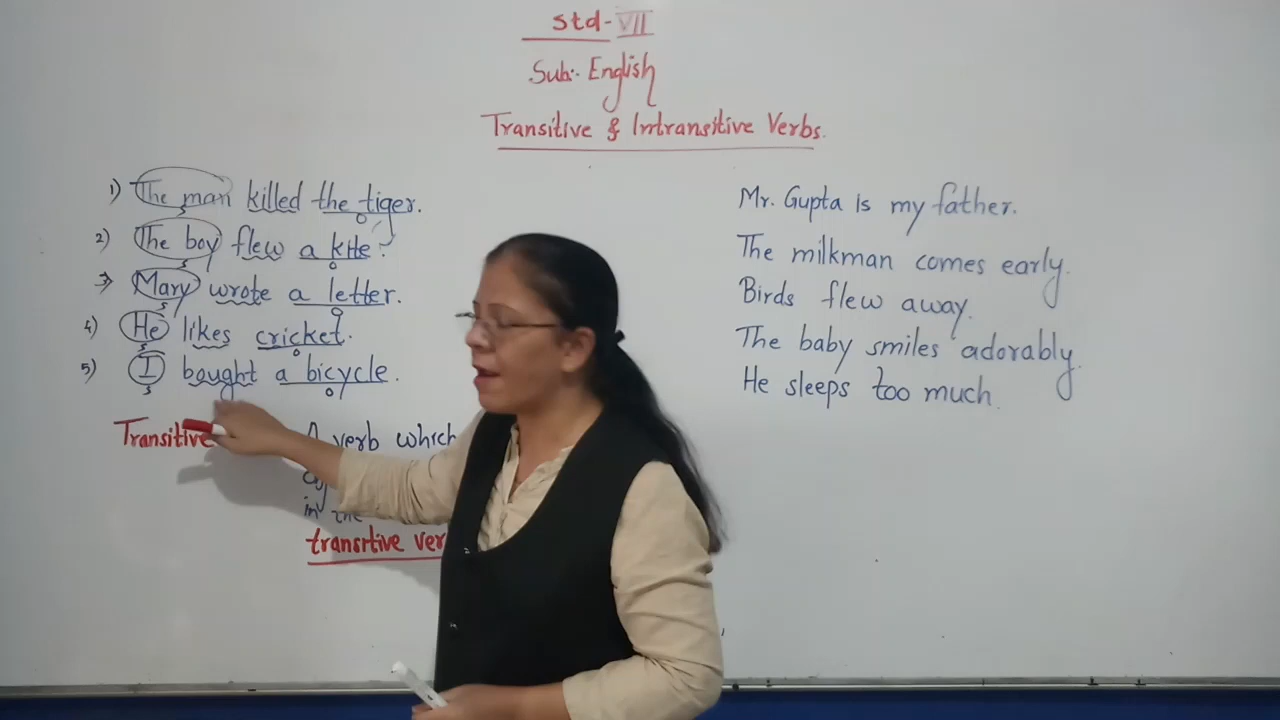 Std-VII
Sub:- English
Transitive & Intransitive Verbs.
1) The man killed the tiger.
S O
2) The boy flew a kite.
S O
3) Mary wrote a letter.
S O
4) He likes cricket.
S O
5) I bought a bicycle.
S O
Transitive
A verb which
in the
transitive ver
Mr. Gupta is my father.
The milkman comes early.
Birds flew away.
The baby smiles adorably.
He sleeps too much.